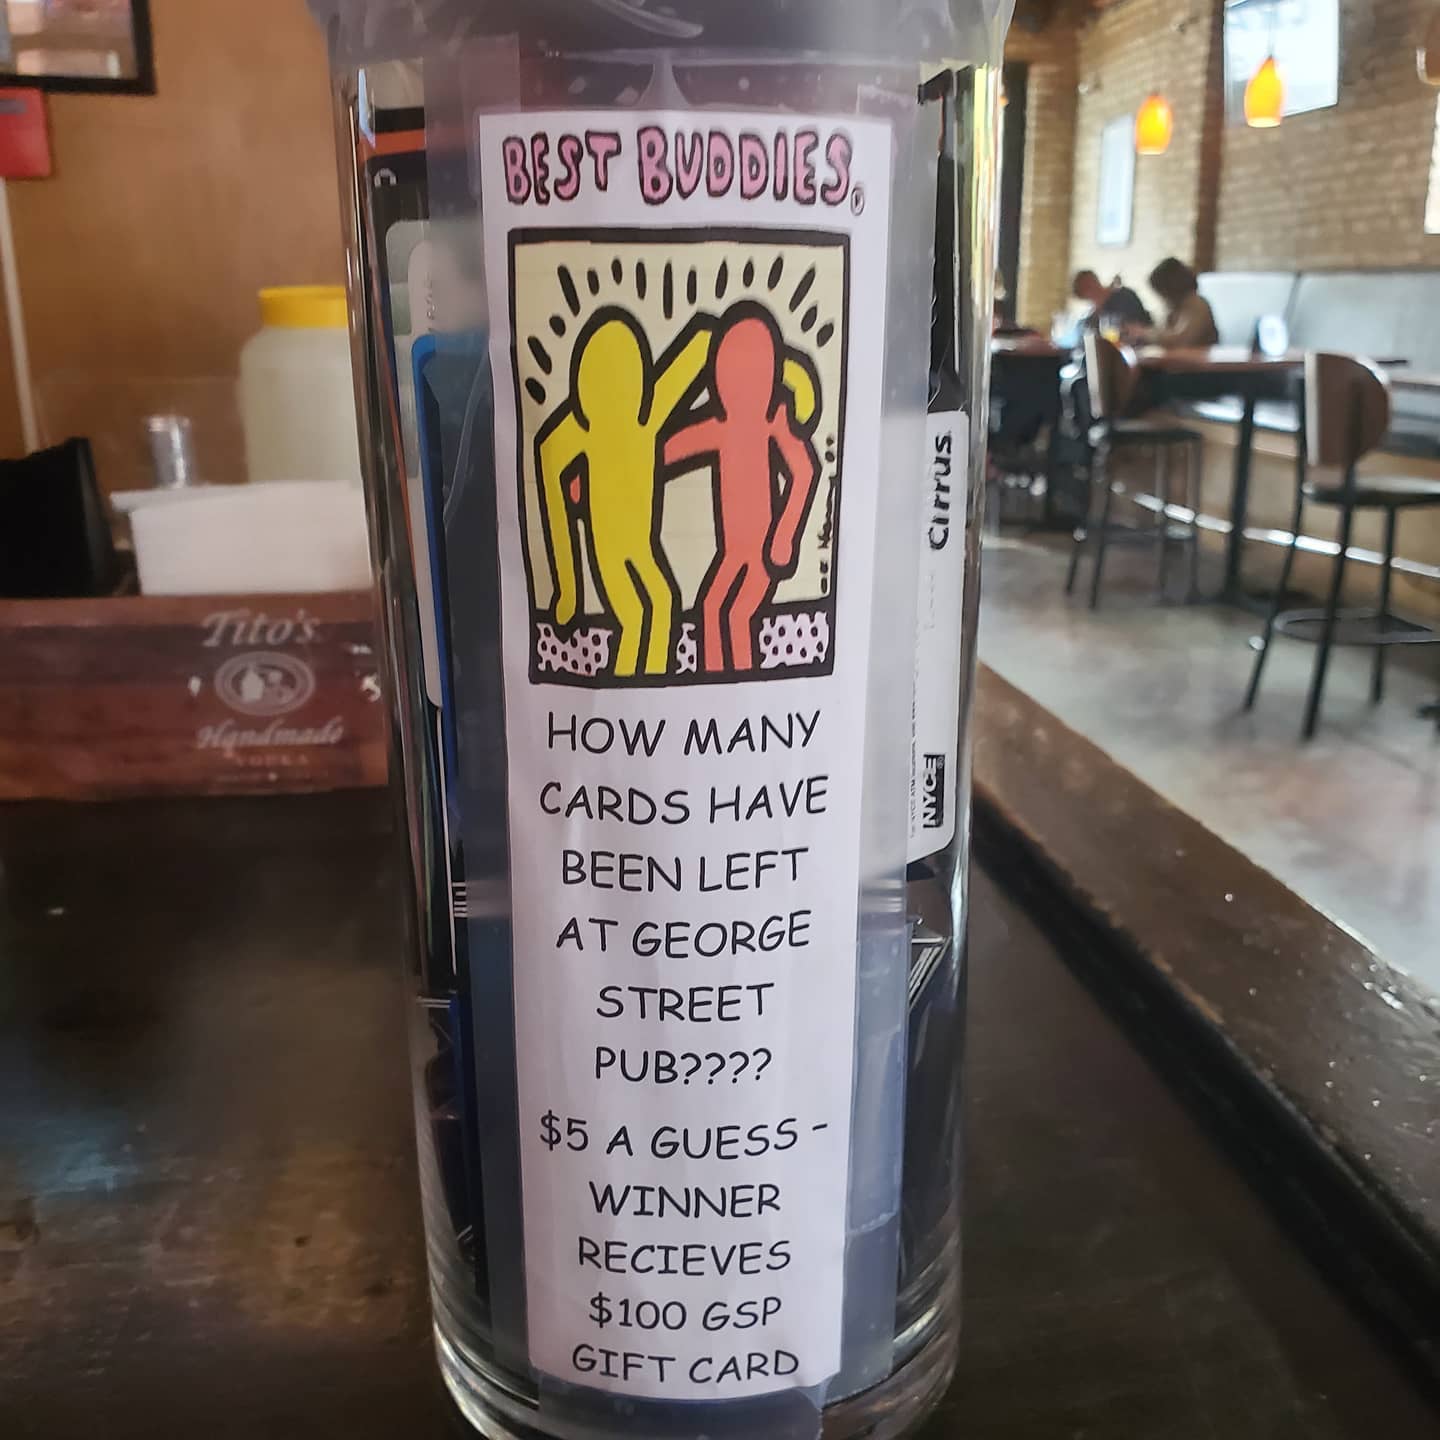 BEST BUDDIES®
HOW MANY
CARDS HAVE
BEEN LEFT
AT GEORGE
STREET
PUB????
$5 A GUESS -
WINNER
RECIEVES
$100 GSP
GIFT CARD
Tito's
Handmade
VODKA
Cirrus
NYCE